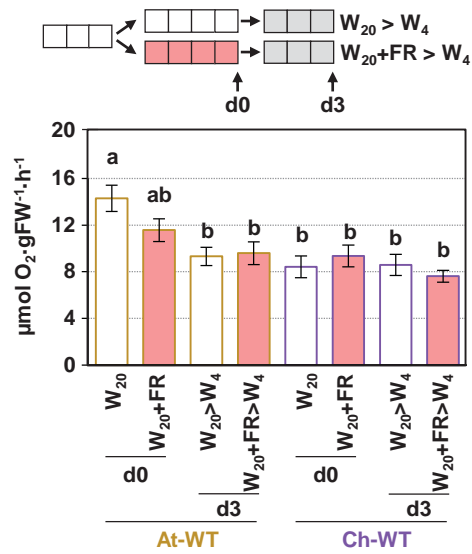 W₂₀ > W₄
W₂₀+FR > W₄
d0 d3
µmol O₂·gFW⁻¹·h⁻¹
20
16
12
8
4
0
a
ab
b
b
b
b
b
b
W₂₀
W₂₀+FR
W₂₀>W₄
W₂₀+FR>W₄
W₂₀
W₂₀+FR
W₂₀>W₄
W₂₀+FR>W₄
d0 d0
d3 d3
At-WT Ch-WT